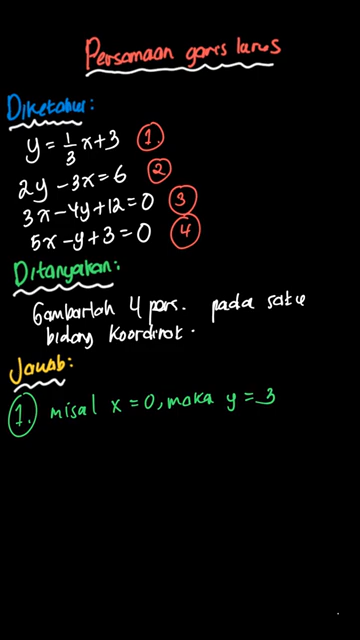 Persamaan garis lurus
Diketahui:
y = 1/3 x + 3 1.
2y - 3x = 6 2
3x - 4y + 12 = 0 3
5x - y + 3 = 0 4
Ditanyakan:
Gambarlah 4 pers. pada satu
bidang koordinat.
Jawab:
1. misal x = 0, maka y = 3